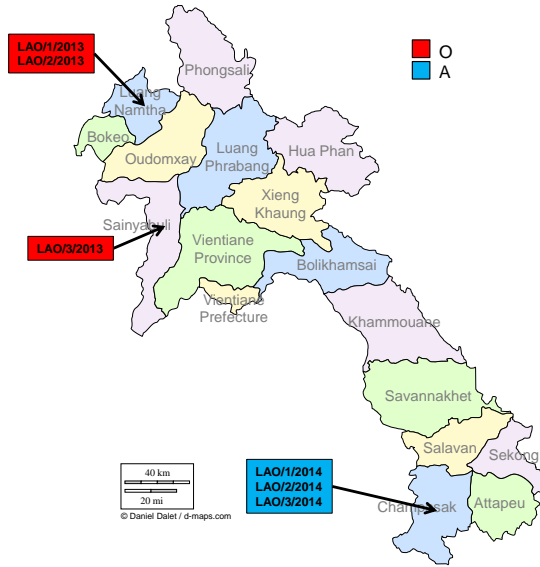 LAO/1/2013
LAO/2/2013
O
A
Phongsali
Luang
Namtha
Bokeo
Oudomxay
Luang
Phrabang
Hua Phan
Xieng
Khaung
Sainyabuli
LAO/3/2013
Vientiane
Province
Bolikhamsai
Vientiane
Prefecture
Khammouane
Savannakhet
Salavan
Sekong
40 km
20 mi
© Daniel Dalet / d-maps.com
LAO/1/2014
LAO/2/2014
LAO/3/2014
Champasak
Attapeu